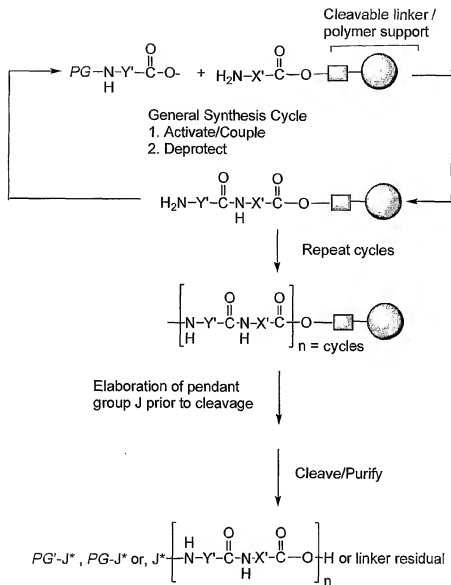 Cleavable linker /
polymer support
O
O
PG-N-Y'-C-O- + H₂N-X'-C-O
H
General Synthesis Cycle
1. Activate/Couple
2. Deprotect
O
O
H₂N-Y'-C-N-X'-C-O
H
Repeat cycles
O
O
N-Y'-C-N-X'-C-O
H
H
n = cycles
Elaboration of pendant
group J prior to cleavage
Cleave/Purify
H
O
O
PG'-J* , PG-J* or, J* N-Y'-C-N-X'-C-O H or linker residual
H
n